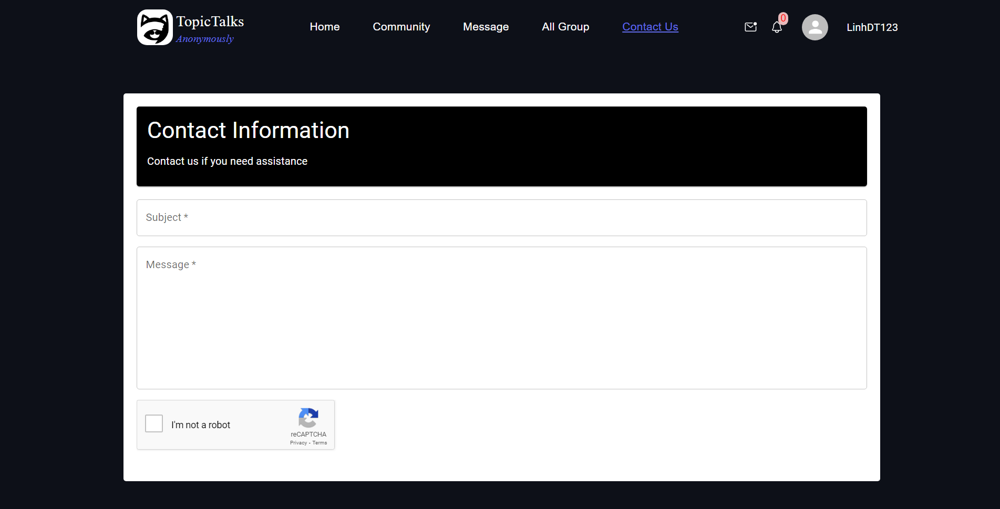 TopicTalks
Anonymously
Home
Community
Message
All Group
Contact Us
0
LinhDT123
Contact Information
Contact us if you need assistance
Subject *
Message *
I'm not a robot
reCAPTCHA
Privacy - Terms